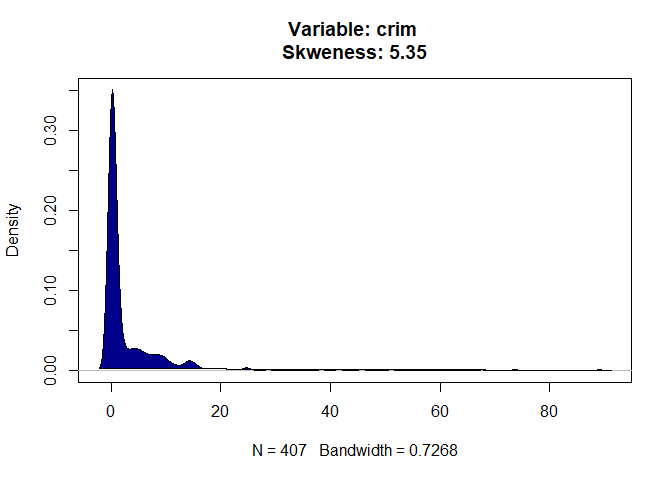 Variable: crim
Skweness: 5.35
Density
0.30
0.20
0.10
0.00
0
20
40
60
80
N = 407 Bandwidth = 0.7268